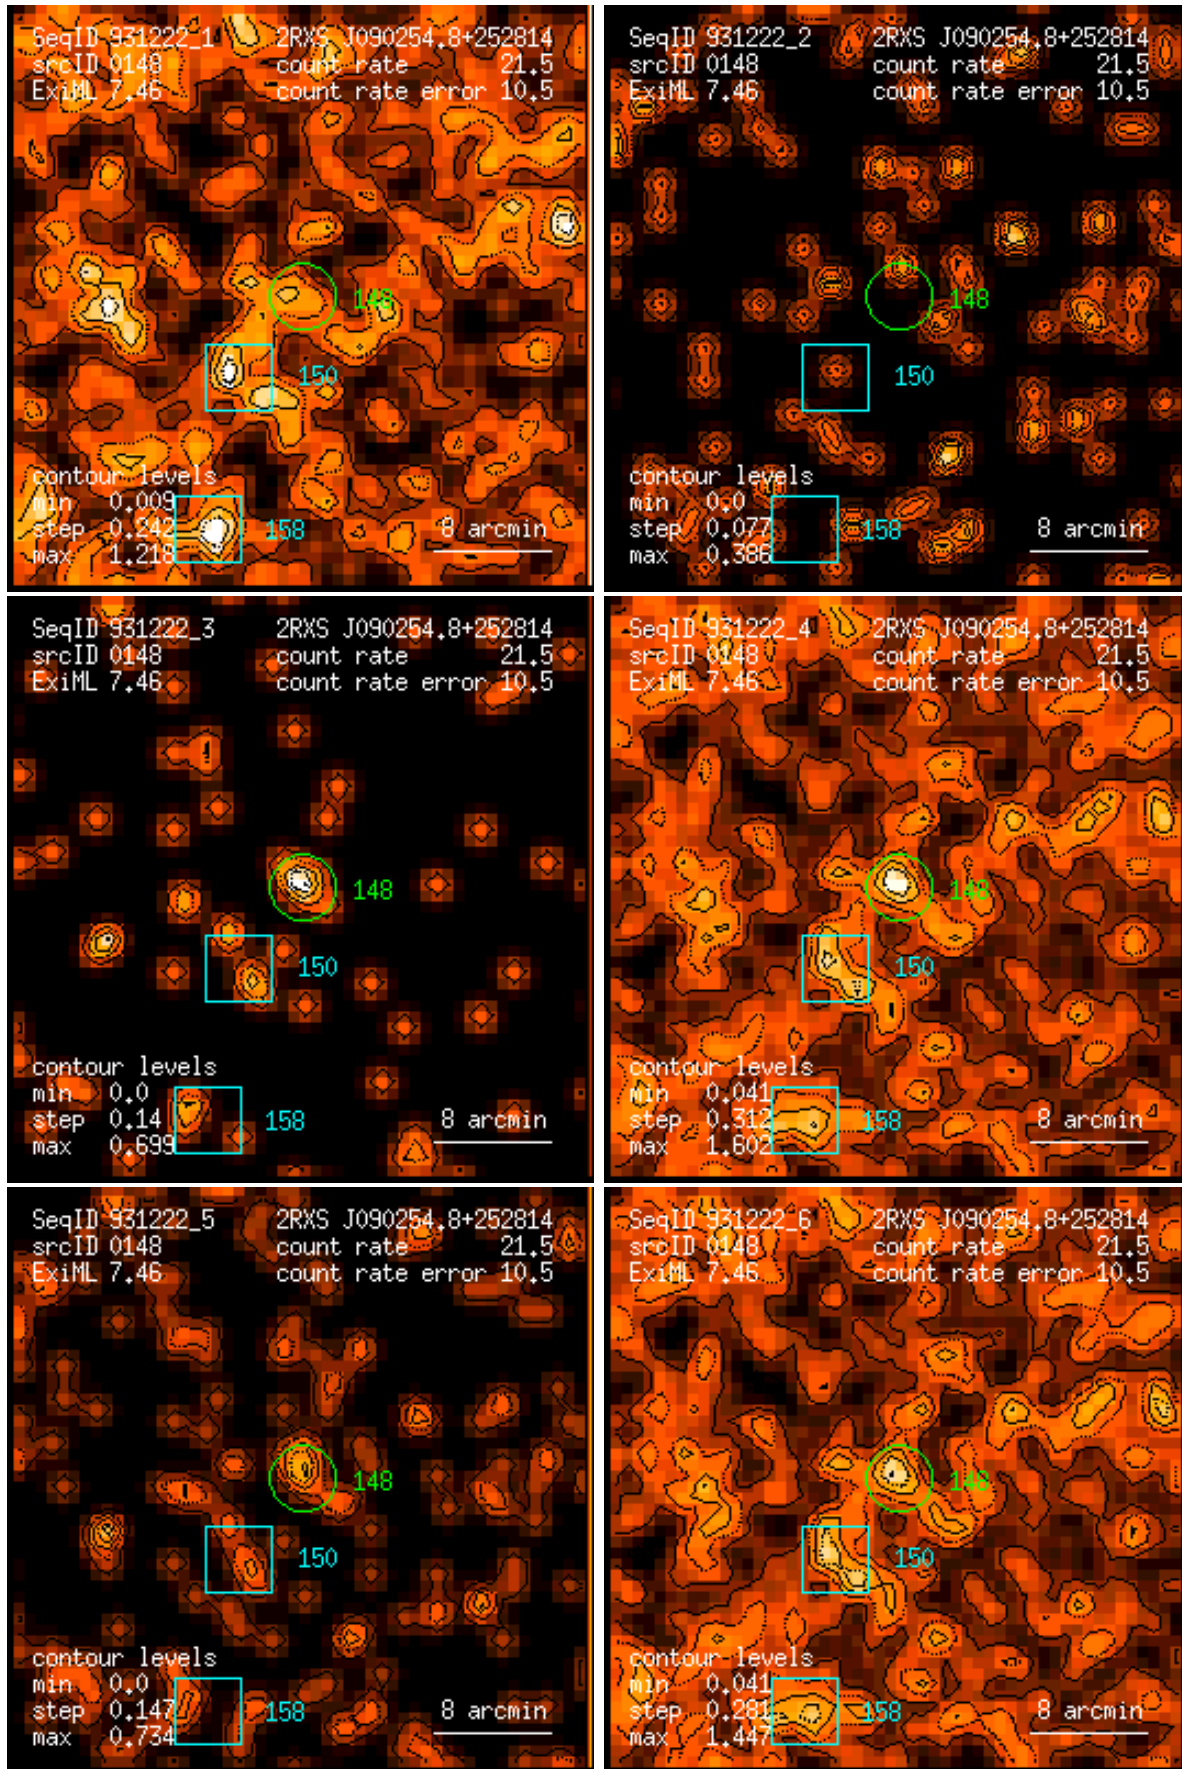 SeqID 931222_1 2RXS J090254.8+252814
srcID 0148 count rate 21.5
ExiML 7.46 count rate error 10.5
148
150
contour levels
min 0.009
step 0.242 158 8 arcmin
max 1.218
SeqID 931222_2 2RXS J090254.8+252814
srcID 0148 count rate 21.5
ExiML 7.46 count rate error 10.5
148
150
contour levels
min 0.0
step 0.077 158 8 arcmin
max 0.386
SeqID 931222_3 2RXS J090254.8+252814
srcID 0148 count rate 21.5
ExiML 7.46 count rate error 10.5
148
150
contour levels
min 0.0
step 0.14 158 8 arcmin
max 0.699
SeqID 931222_4 2RXS J090254.8+252814
srcID 0148 count rate 21.5
ExiML 7.46 count rate error 10.5
148
150
contour levels
min 0.041
step 0.312 158 8 arcmin
max 1.602
SeqID 931222_5 2RXS J090254.8+252814
srcID 0148 count rate 21.5
ExiML 7.46 count rate error 10.5
148
150
contour levels
min 0.0
step 0.147 158 8 arcmin
max 0.734
SeqID 931222_6 2RXS J090254.8+252814
srcID 0148 count rate 21.5
ExiML 7.46 count rate error 10.5
148
150
contour levels
min 0.041
step 0.281 158 8 arcmin
max 1.447